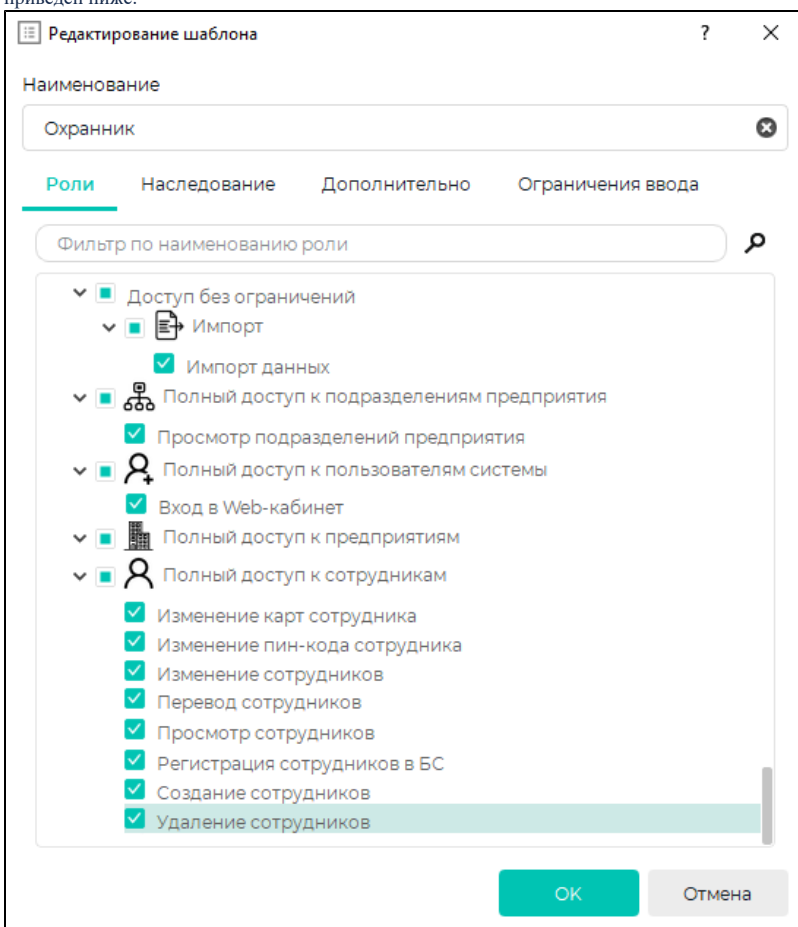 приведен ниже.
Редактирование шаблона
?
Наименование
Охранник
Роли Наследование Дополнительно Ограничения ввода
Фильтр по наименованию роли
Доступ без ограничений
Импорт
Импорт данных
Полный доступ к подразделениям предприятия
Просмотр подразделений предприятия
Полный доступ к пользователям системы
Вход в Web-кабинет
Полный доступ к предприятиям
Полный доступ к сотрудникам
Изменение карт сотрудника
Изменение пин-кода сотрудника
Изменение сотрудников
Перевод сотрудников
Просмотр сотрудников
Регистрация сотрудников в БС
Создание сотрудников
Удаление сотрудников
OK Отмена